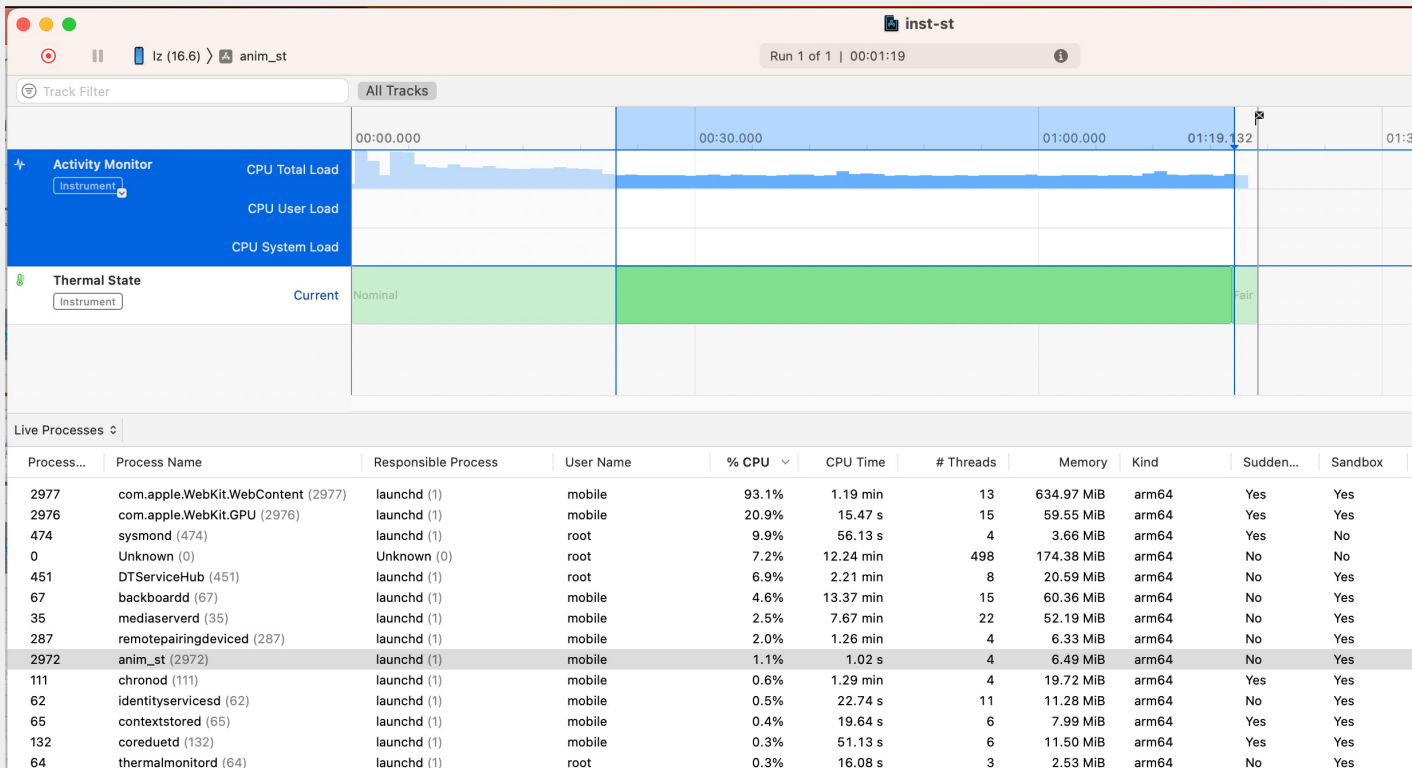 inst-st
Iz (16.6) 〉 anim_st
Run 1 of 1 | 00:01:19
Track Filter
All Tracks
00:00.000 00:30.000 01:00.000 01:19.132 01:3
Activity Monitor
Instrument
CPU Total Load
CPU User Load
CPU System Load
Thermal State
Instrument
Current
Nominal
Fair
Live Processes
Process... Process Name Responsible Process User Name % CPU CPU Time # Threads Memory Kind Sudden... Sandbox
2977 com.apple.WebKit.WebContent (2977) launchd (1) mobile 93.1% 1.19 min 13 634.97 MiB arm64 Yes Yes
2976 com.apple.WebKit.GPU (2976) launchd (1) mobile 20.9% 15.47 s 15 59.55 MiB arm64 Yes Yes
474 sysmond (474) launchd (1) root 9.9% 56.13 s 4 3.66 MiB arm64 Yes No
0 Unknown (0) Unknown (0) root 7.2% 12.24 min 498 174.38 MiB arm64 No No
451 DTServiceHub (451) launchd (1) root 6.9% 2.21 min 8 20.59 MiB arm64 No Yes
67 backboardd (67) launchd (1) mobile 4.6% 13.37 min 15 60.36 MiB arm64 No Yes
35 mediaserverd (35) launchd (1) mobile 2.5% 7.67 min 22 52.19 MiB arm64 No Yes
287 remotepairingdeviced (287) launchd (1) mobile 2.0% 1.26 min 4 6.33 MiB arm64 No Yes
2972 anim_st (2972) launchd (1) mobile 1.1% 1.02 s 4 6.49 MiB arm64 No Yes
111 chronod (111) launchd (1) mobile 0.6% 1.29 min 4 19.72 MiB arm64 Yes Yes
62 identityservicesd (62) launchd (1) mobile 0.5% 22.74 s 11 11.28 MiB arm64 No Yes
65 contextstored (65) launchd (1) mobile 0.4% 19.64 s 6 7.99 MiB arm64 Yes Yes
132 coreduetd (132) launchd (1) mobile 0.3% 51.13 s 6 11.50 MiB arm64 Yes Yes
64 thermalmonitord (64) launchd (1) root 0.3% 16.08 s 3 2.53 MiB arm64 No Yes